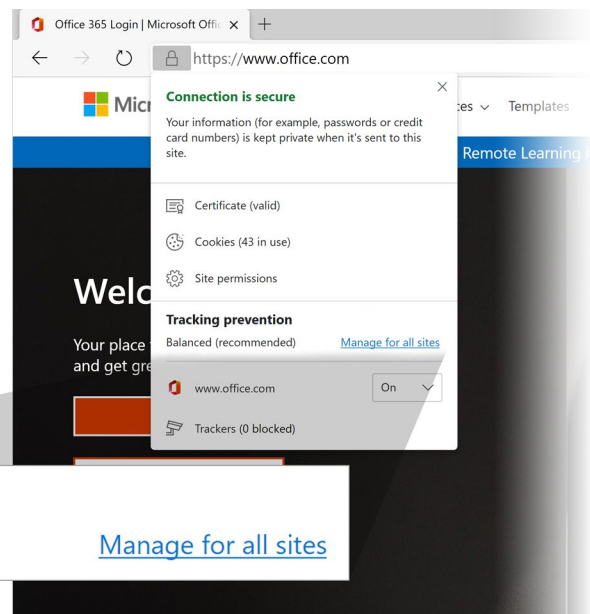 Office 365 Login | Microsoft Offic
https://www.office.com
Micr
ces
Templates
Connection is secure
Your information (for example, passwords or credit
card numbers) is kept private when it's sent to this
site.
Remote Learning
Certificate (valid)
Cookies (43 in use)
Site permissions
Welc
Tracking prevention
Balanced (recommended) Manage for all sites
Your place
and get gre
www.office.com On
Trackers (0 blocked)
Manage for all sites